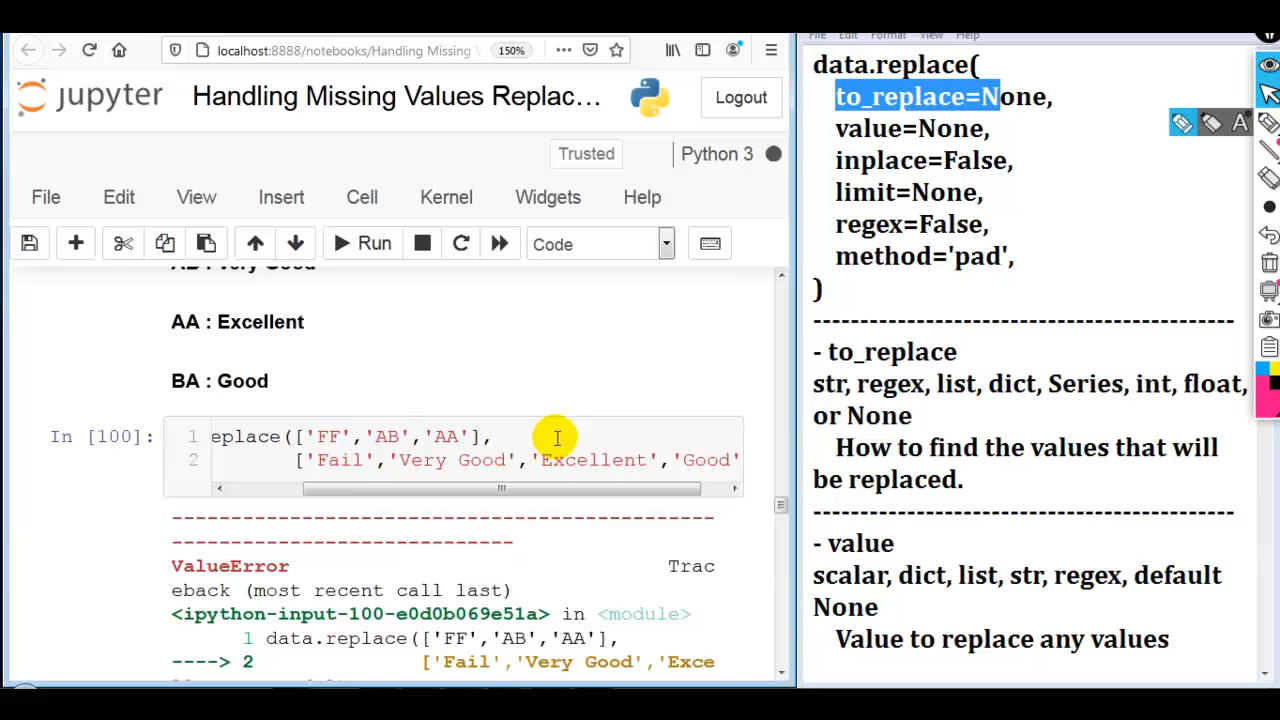 localhost:8888/notebooks/Handling Missing V
150%
jupyter
Handling Missing Values Replac...
Logout
Trusted
Python 3
File Edit View Insert Cell Kernel Widgets Help
Run
Code
AA : Excellent
BA : Good
In [100]:
1 eplace(['FF','AB','AA'],
2 ['Fail','Very Good','Excellent','Good'
ValueError Trac
eback (most recent call last)
<ipython-input-100-e0d0b069e51a> in <module>
1 data.replace(['FF','AB','AA'],
----> 2 ['Fail','Very Good','Exce
File Edit Format View Help
data.replace(
to_replace=None,
value=None,
inplace=False,
limit=None,
regex=False,
method='pad',
)
---------------------------------------------
- to_replace
str, regex, list, dict, Series, int, float,
or None
How to find the values that will
be replaced.
---------------------------------------------
- value
scalar, dict, list, str, regex, default
None
Value to replace any values
A